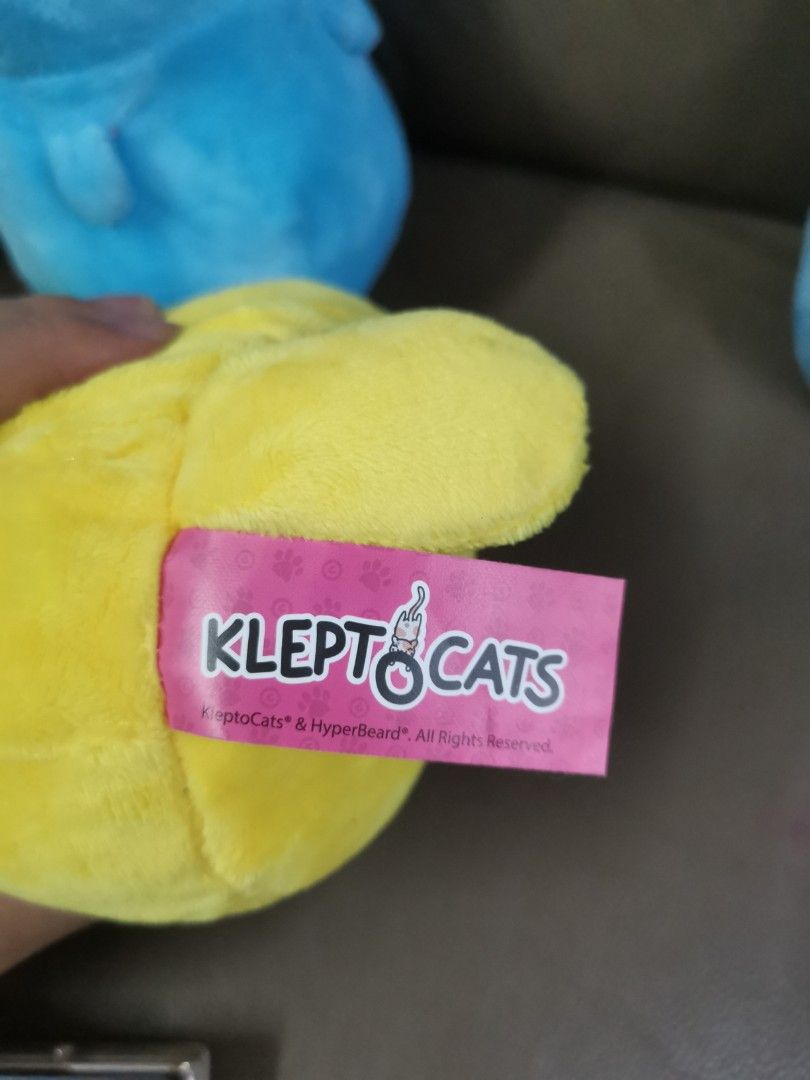 KLEPTOCATS
KleptoCats® & HyperBeard®. All Rights Reserved.